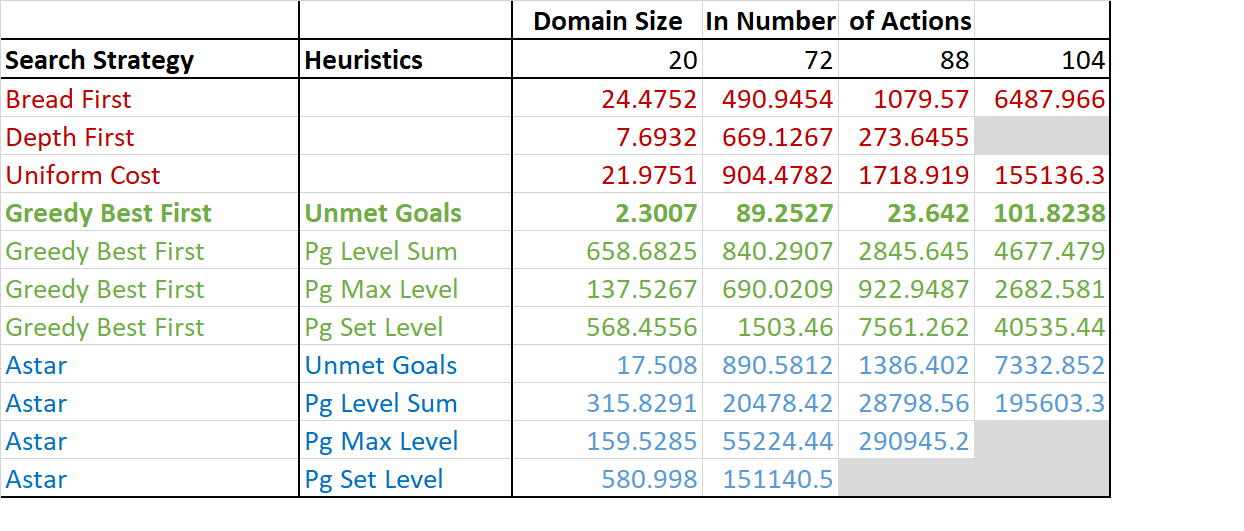 Domain Size In Number of Actions
Search Strategy Heuristics 20 72 88 104
Bread First 24.4752 490.9454 1079.57 6487.966
Depth First 7.6932 669.1267 273.6455
Uniform Cost 21.9751 904.4782 1718.919 155136.3
Greedy Best First Unmet Goals 2.3007 89.2527 23.642 101.8238
Greedy Best First Pg Level Sum 658.6825 840.2907 2845.645 4677.479
Greedy Best First Pg Max Level 137.5267 690.0209 922.9487 2682.581
Greedy Best First Pg Set Level 568.4556 1503.46 7561.262 40535.44
Astar Unmet Goals 17.508 890.5812 1386.402 7332.852
Astar Pg Level Sum 315.8291 20478.42 28798.56 195603.3
Astar Pg Max Level 159.5285 55224.44 290945.2
Astar Pg Set Level 580.998 151140.5